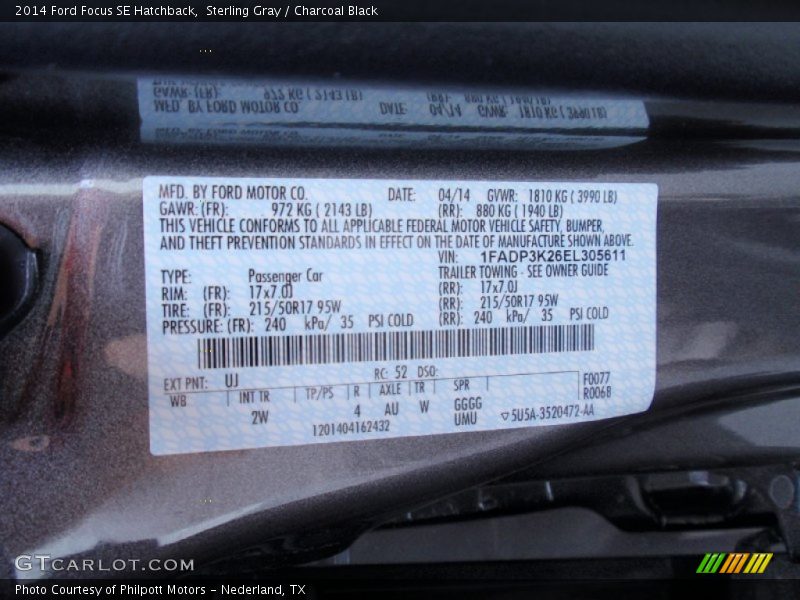 2014 Ford Focus SE Hatchback,  Sterling Gray / Charcoal Black
MFD. BY FORD MOTOR CO. DATE: 04/14 GVWR: 1810 KG ( 3990 LB)
GAWR: (FR): 972 KG ( 2143 LB) (RR): 880 KG ( 1940 LB)
THIS VEHICLE CONFORMS TO ALL APPLICABLE FEDERAL MOTOR VEHICLE SAFETY, BUMPER,
AND THEFT PREVENTION STANDARDS IN EFFECT ON THE DATE OF MANUFACTURE SHOWN ABOVE.
VIN: 1FADP3K26EL305611
TYPE: Passenger Car TRAILER TOWING - SEE OWNER GUIDE
RIM: (FR): 17x7.0J (RR): 17x7.0J
TIRE: (FR): 215/50R17 95W (RR): 215/50R17 95W
PRESSURE: (FR): 240 kPa/ 35 PSI COLD (RR): 240 kPa/ 35 PSI COLD
EXT PNT: UJ RC: 52 DSO: F0077
WB INT TR TP/PS R AXLE TR SPR R0068
2W 4 AU W GGGG
UMU ▽5U5A-3520472-AA
1201404162432
GTCARLOT.COM
Photo Courtesy of Philpott Motors - Nederland, TX